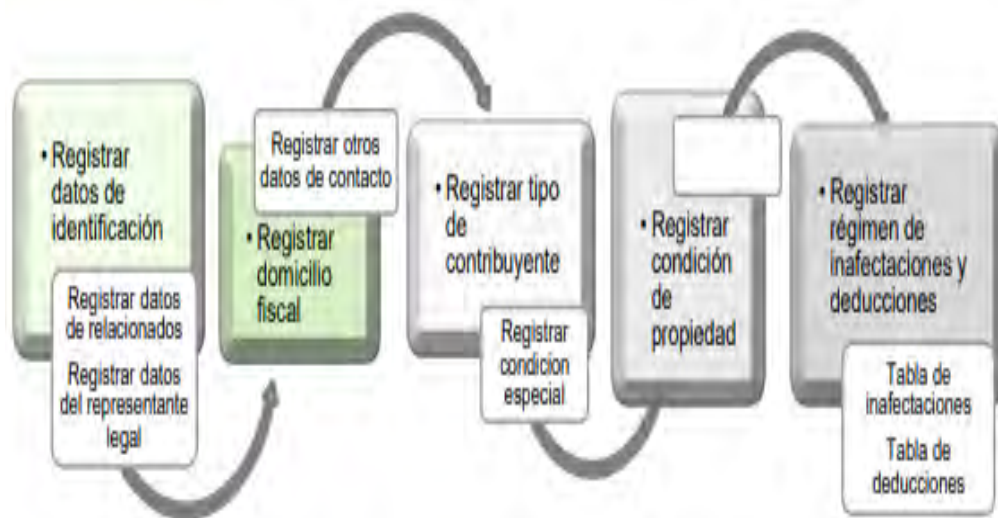 • Registrar
datos de
identificación
Registrar datos
de relacionados
Registrar datos
del representante
legal
Registrar otros
datos de contacto
• Registrar
domicilio
fiscal
• Registrar tipo
de
contribuyente
Registrar
condicion
especial
• Registrar
condición
de
propiedad
• Registrar
régimen de
inafectaciones y
deducciones
Tabla de
inafectaciones
Tabla de
deducciones